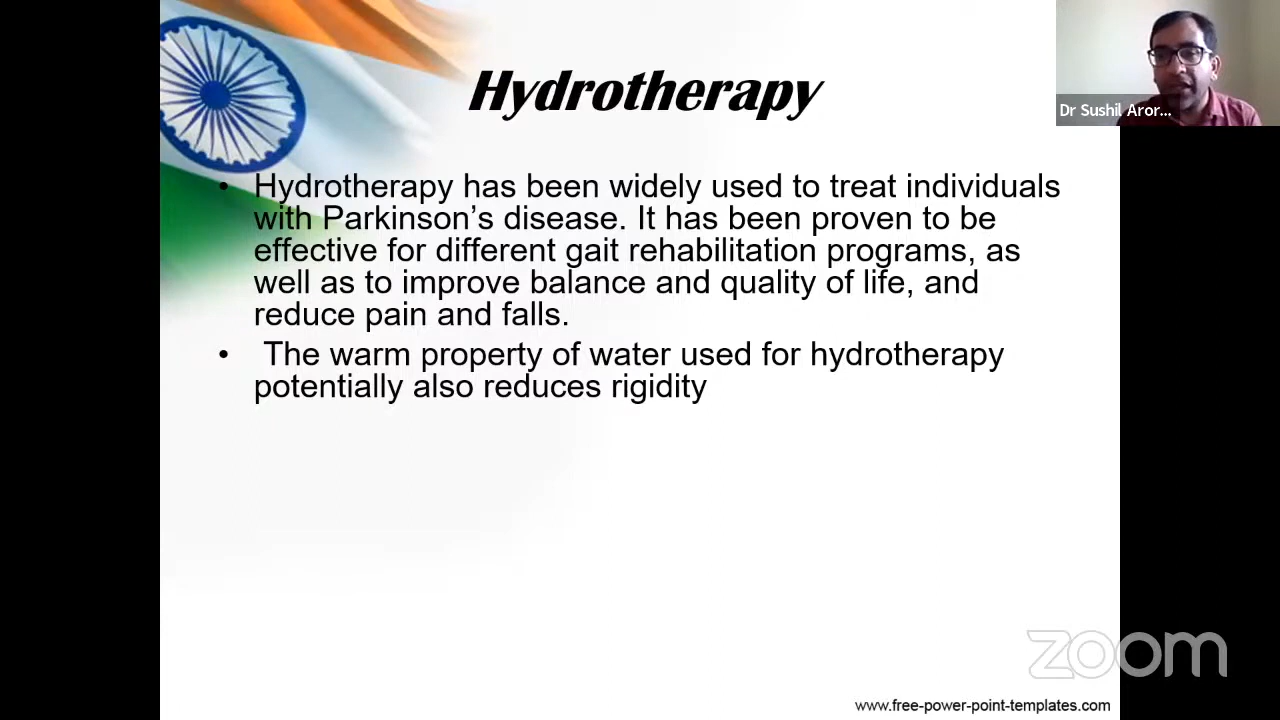 Hydrotherapy
Dr Sushil Aror...
• Hydrotherapy has been widely used to treat individuals
with Parkinson’s disease. It has been proven to be
effective for different gait rehabilitation programs, as
well as to improve balance and quality of life, and
reduce pain and falls.
• The warm property of water used for hydrotherapy
potentially also reduces rigidity
zoom
www.free-power-point-templates.com